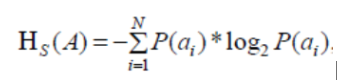 H_S(A)=-∑_{i=1}^{N} P(a_i)*log_2 P(a_i),